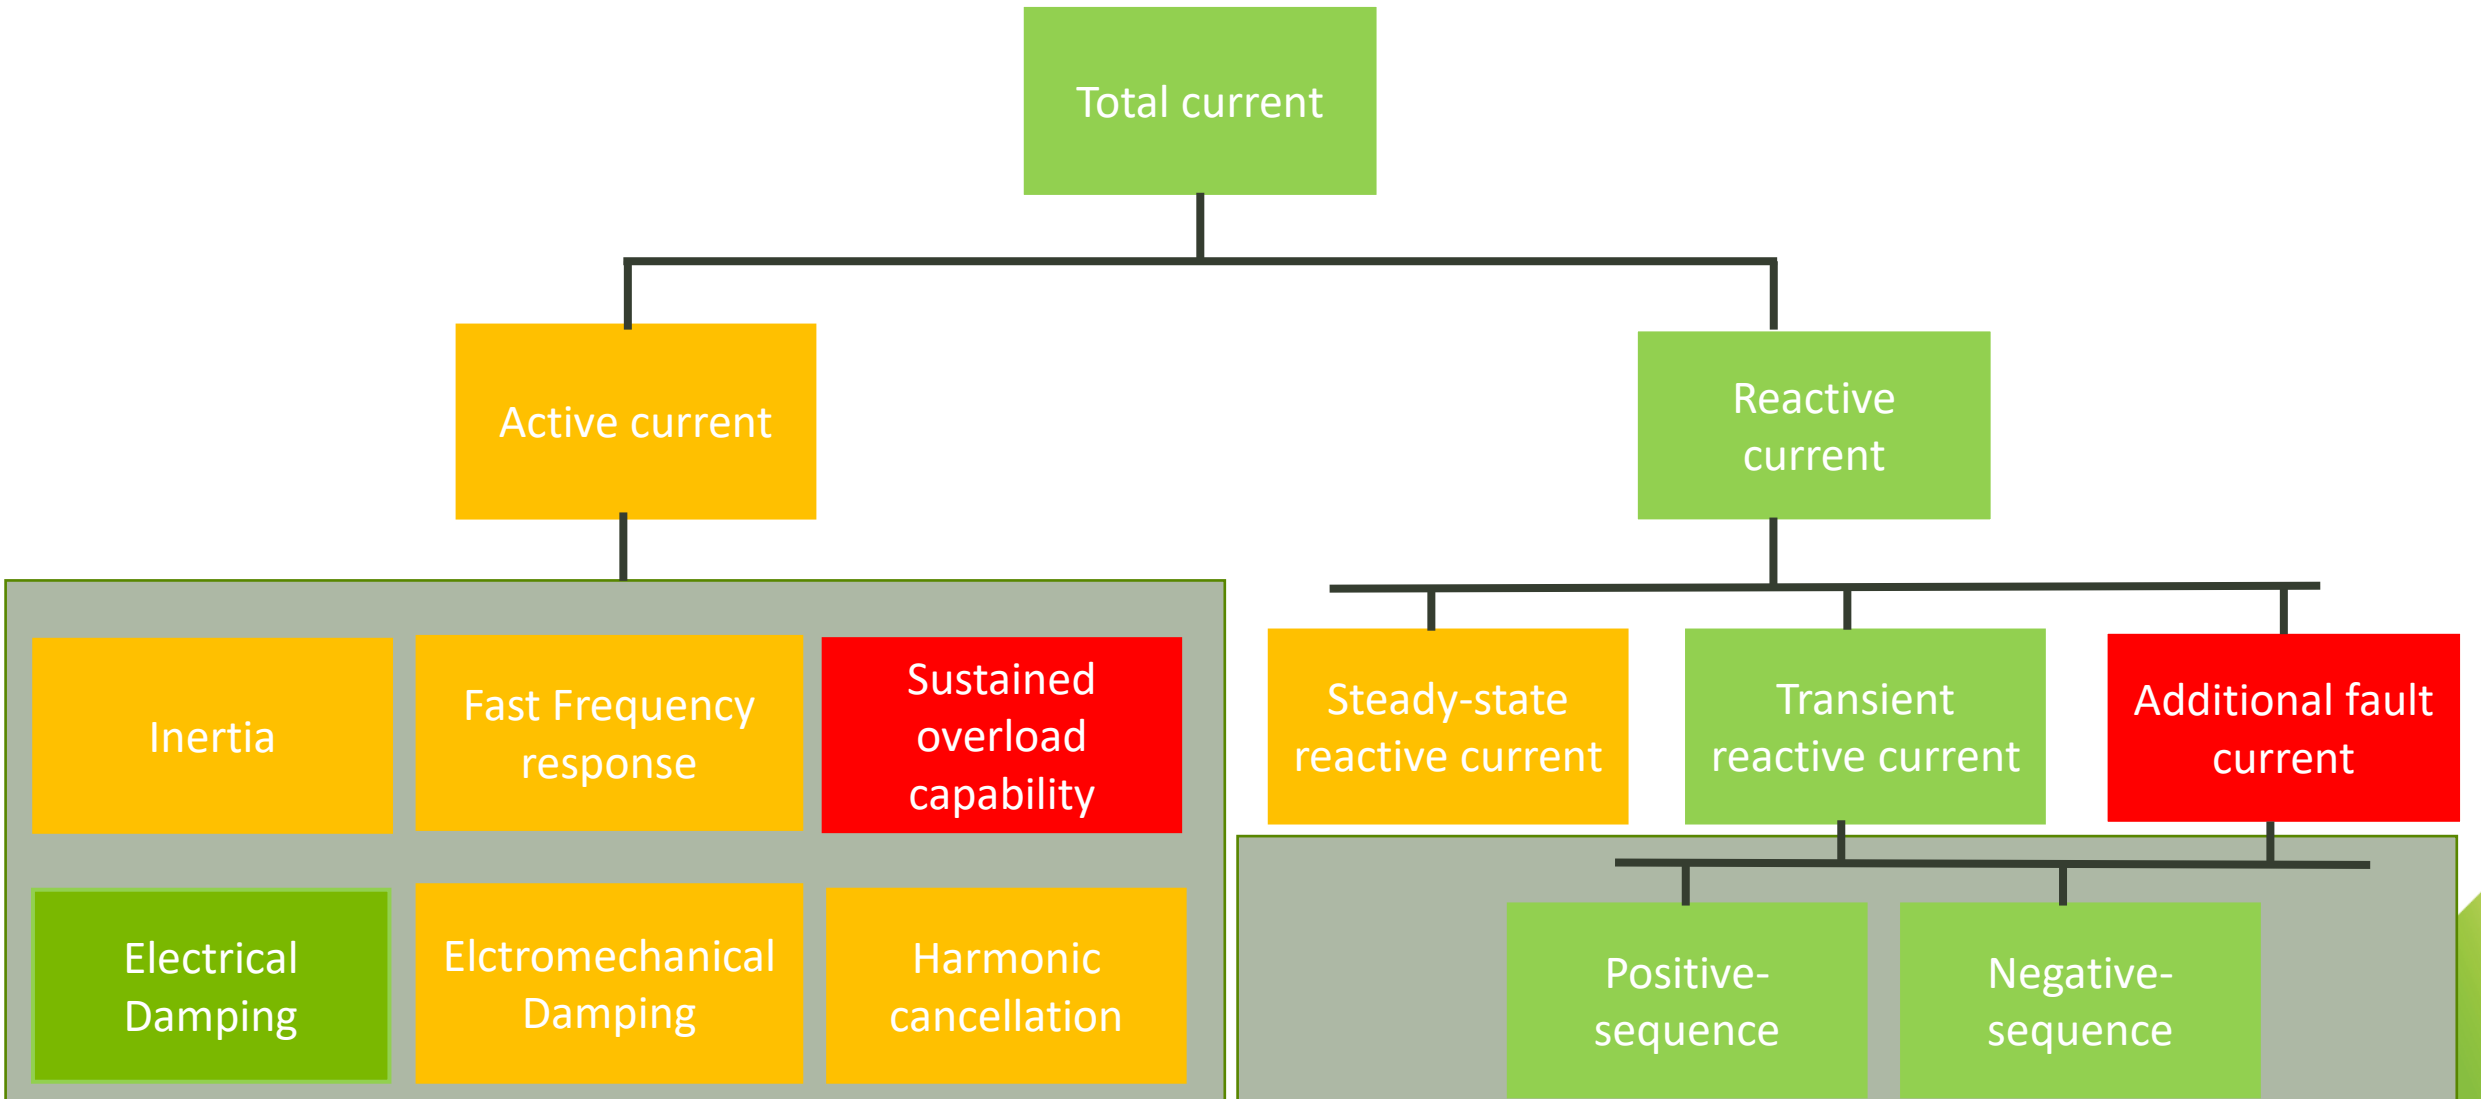 Total current
Active current
Reactive
current
Inertia
Fast Frequency
response
Sustained
overload
capability
Steady-state
reactive current
Transient
reactive current
Additional fault
current
Electrical
Damping
Elctromechanical
Damping
Harmonic
cancellation
Positive-
sequence
Negative-
sequence